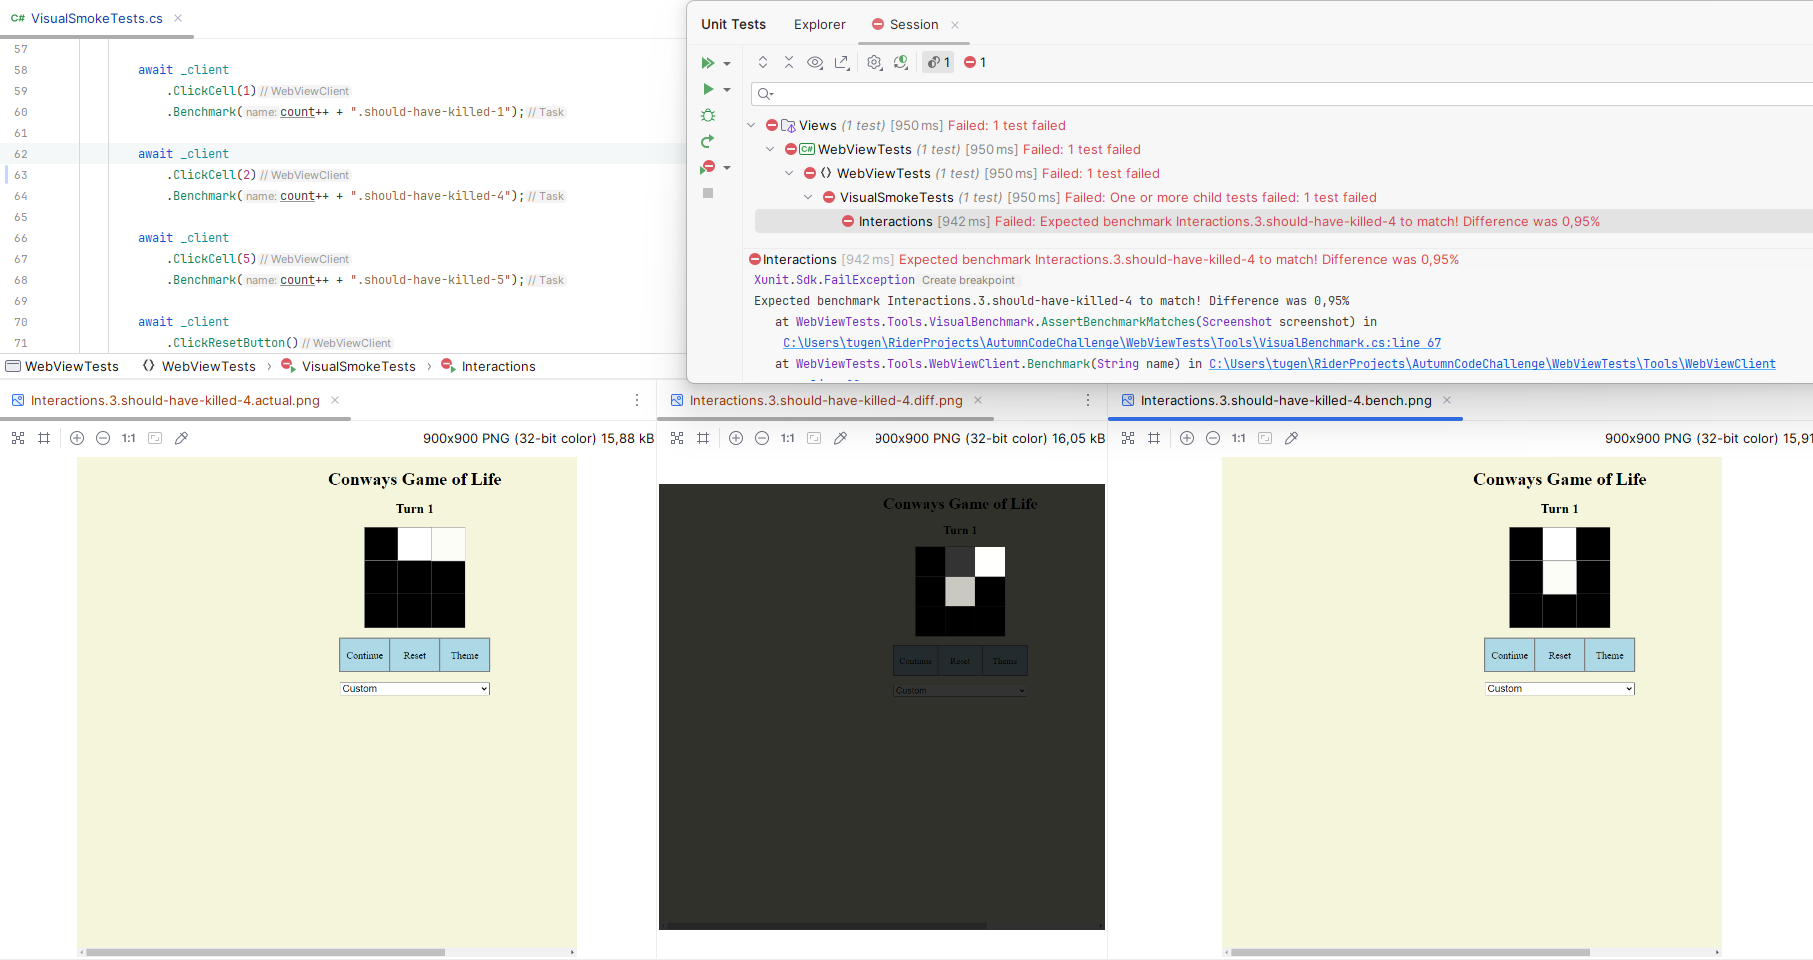 C# VisualSmokeTests.cs
57
58 await _client
59 .ClickCell(1) // WebViewClient
60 .Benchmark( name: count++ + ".should-have-killed-1"); // Task
61
62 await _client
63 .ClickCell(2) // WebViewClient
64 .Benchmark( name: count++ + ".should-have-killed-4"); // Task
65
66 await _client
67 .ClickCell(5) // WebViewClient
68 .Benchmark( name: count++ + ".should-have-killed-5"); // Task
69
70 await _client
71 .ClickResetButton() // WebViewClient
WebViewTests {} WebViewTests › VisualSmokeTests › Interactions
Unit Tests Explorer Session
1 1
Views (1 test) [950 ms] Failed: 1 test failed
C# WebViewTests (1 test) [950 ms] Failed: 1 test failed
{} WebViewTests (1 test) [950 ms] Failed: 1 test failed
VisualSmokeTests (1 test) [950 ms] Failed: One or more child tests failed: 1 test failed
Interactions [942 ms] Failed: Expected benchmark Interactions.3.should-have-killed-4 to match! Difference was 0,95%
Interactions [942 ms] Expected benchmark Interactions.3.should-have-killed-4 to match! Difference was 0,95%
Xunit.Sdk.FailException Create breakpoint
Expected benchmark Interactions.3.should-have-killed-4 to match! Difference was 0,95%
at WebViewTests.Tools.VisualBenchmark.AssertBenchmarkMatches(Screenshot screenshot) in
C:\Users\tugen\RiderProjects\AutumnCodeChallenge\WebViewTests\Tools\VisualBenchmark.cs:line 67
at WebViewTests.Tools.WebViewClient.Benchmark(String name) in C:\Users\tugen\RiderProjects\AutumnCodeChallenge\WebViewTests\Tools\WebViewClient
Interactions.3.should-have-killed-4.actual.png
1:1 900x900 PNG (32-bit color) 15,88 kB
Conways Game of Life
Turn 1
Continue Reset Theme
Custom
Interactions.3.should-have-killed-4.diff.png
1:1 900x900 PNG (32-bit color) 16,05 kB
Conways Game of Life
Turn 1
Continue Reset Theme
Custom
Interactions.3.should-have-killed-4.bench.png
1:1 900x900 PNG (32-bit color) 15,91
Conways Game of Life
Turn 1
Continue Reset Theme
Custom